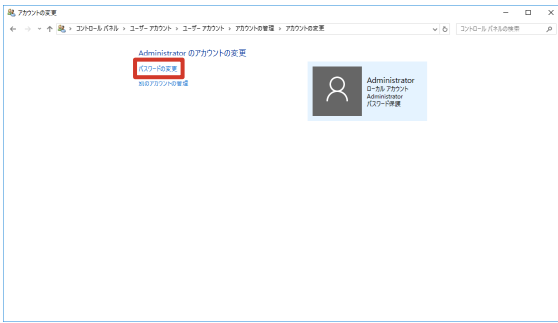 アカウントの変更
コントロール パネル › ユーザー アカウント › ユーザー アカウント › アカウントの管理 › アカウントの変更
コントロール パネルの検索
Administrator のアカウントの変更
パスワードの変更
別のアカウントの管理
Administrator
ローカル アカウント
Administrator
パスワード保護